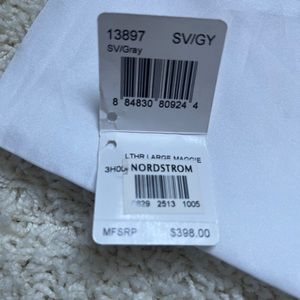 13897 SV/GY
SV/Gray
8 84830 80924 4
LTHR LARGE MAGGIE
3H00 NORDSTROM
0829 2513 1005
MFSRP $398.00